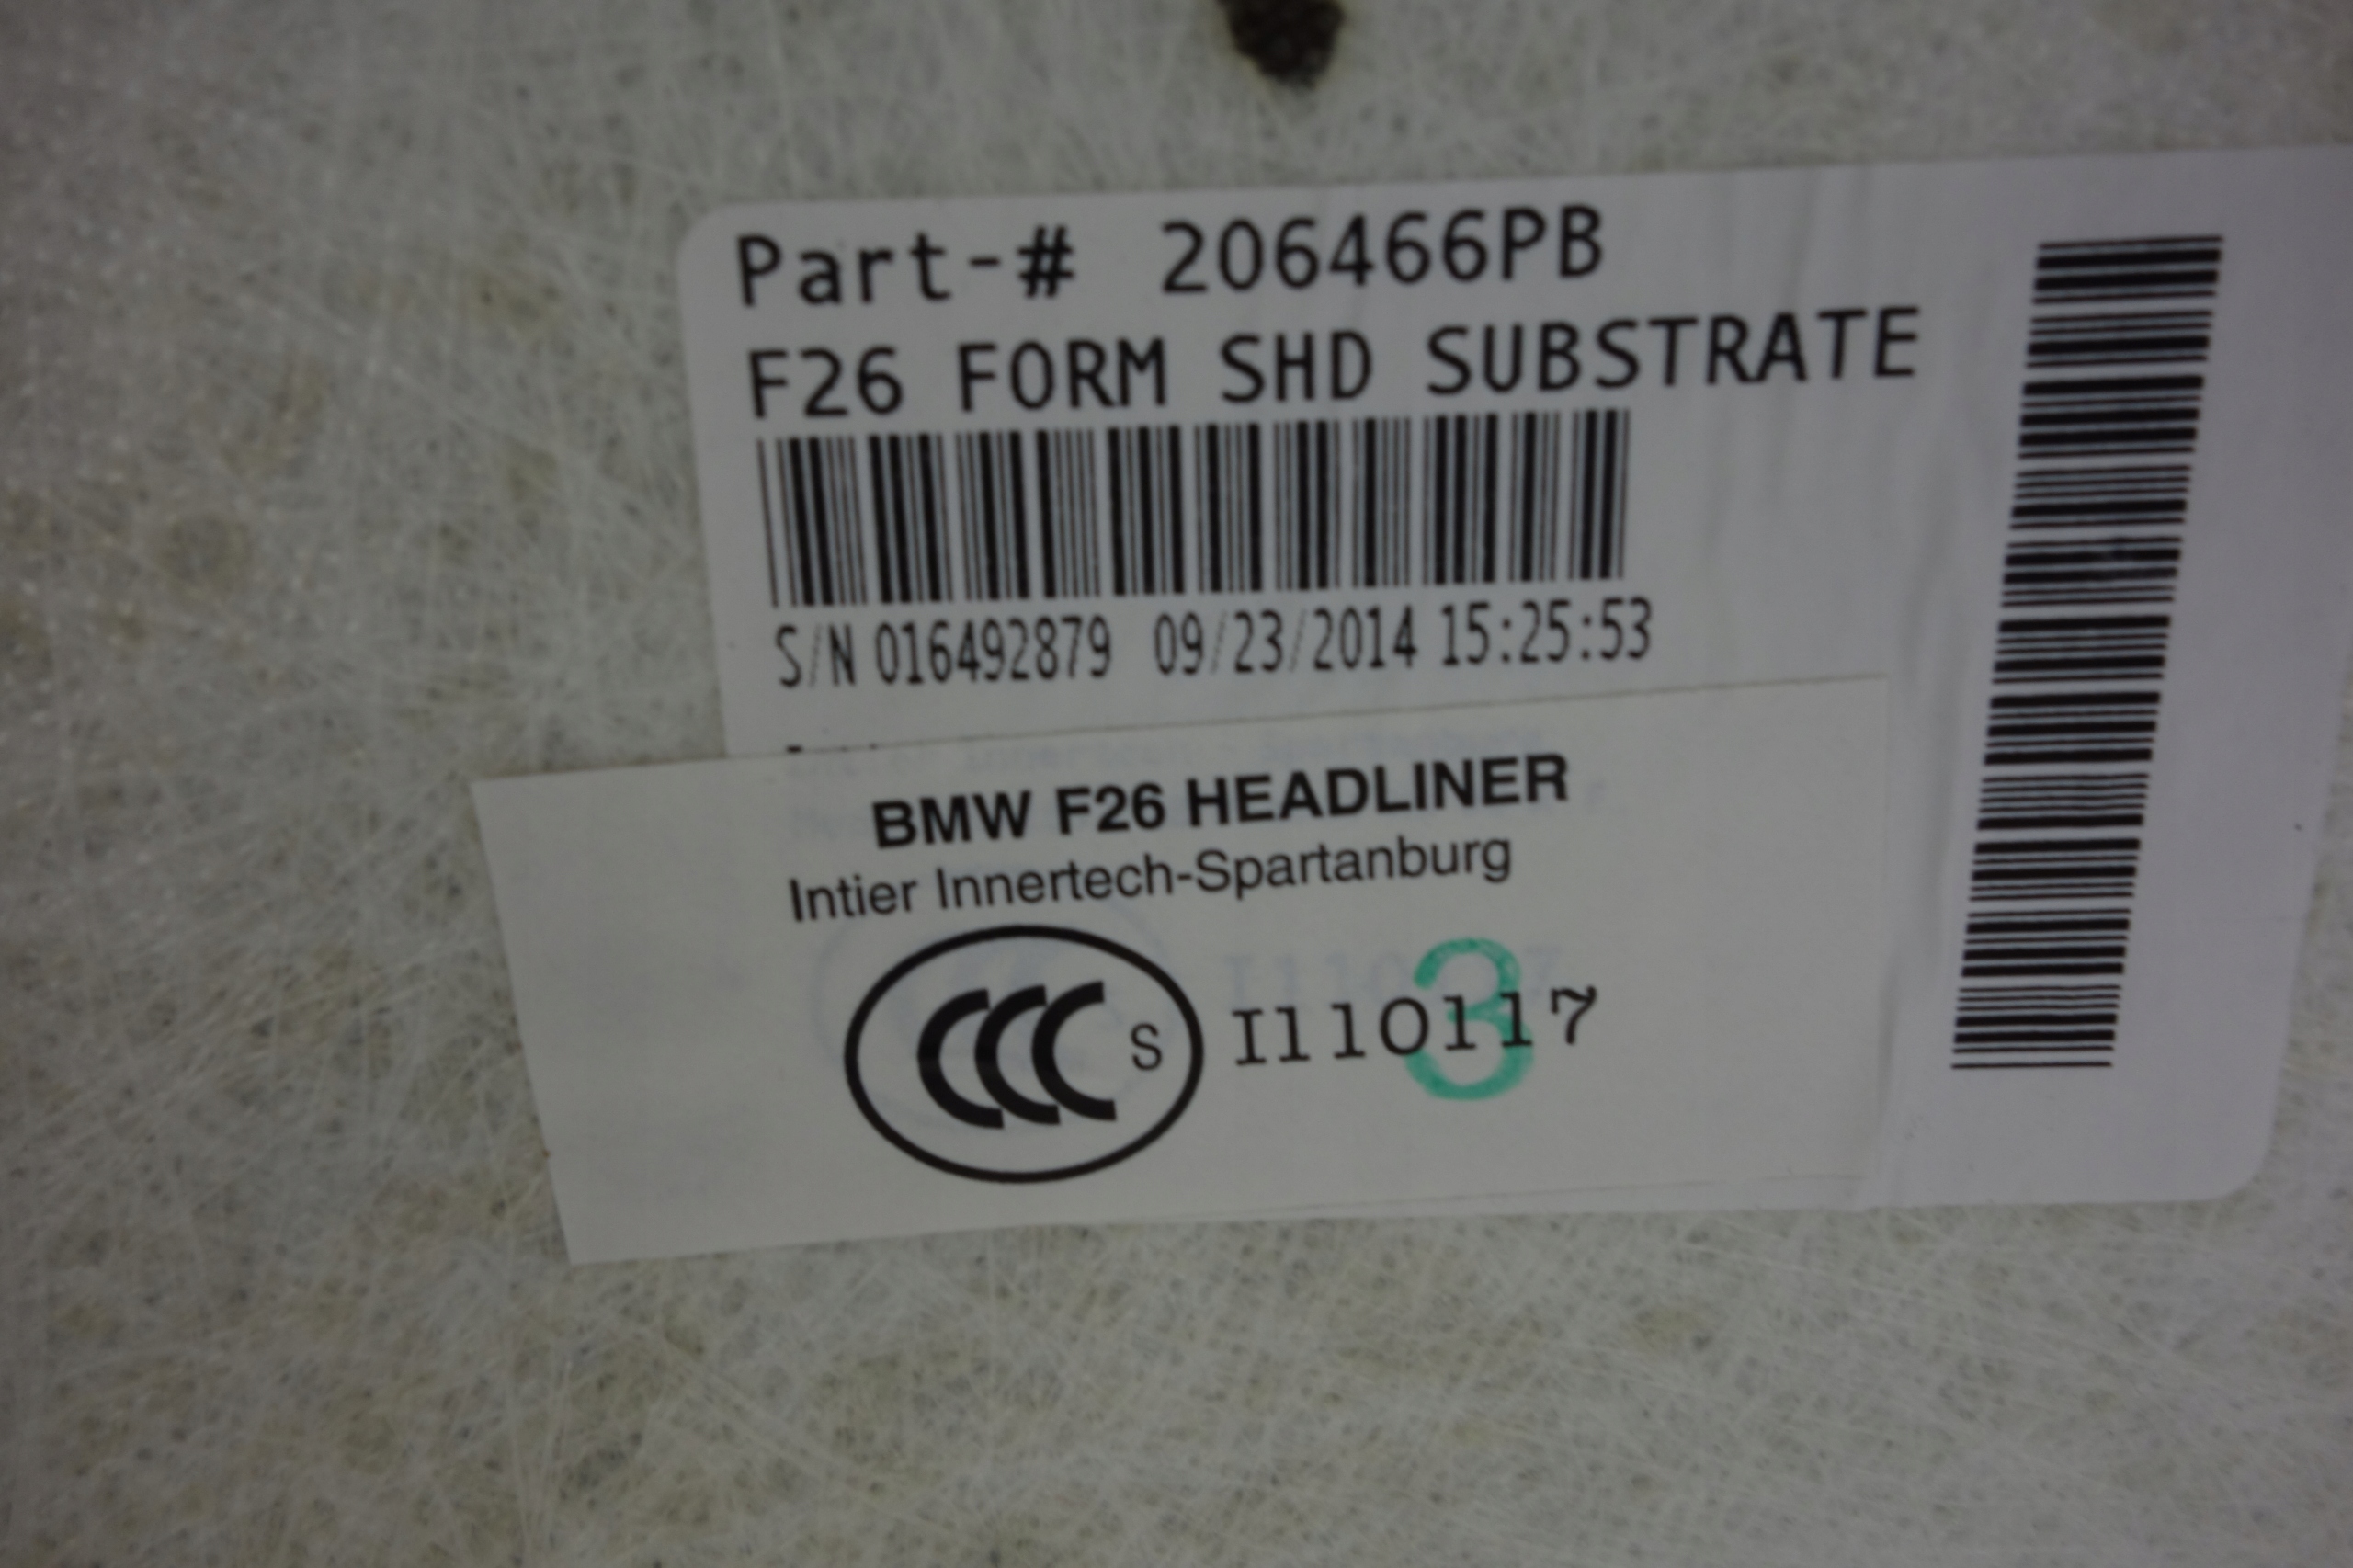 Part-# 206466PB
F26 FORM SHD SUBSTRATE
S/N 016492879 09/23/2014 15:25:53
BMW F26 HEADLINER
Intier Innertech-Spartanburg
CCC S I110117
3